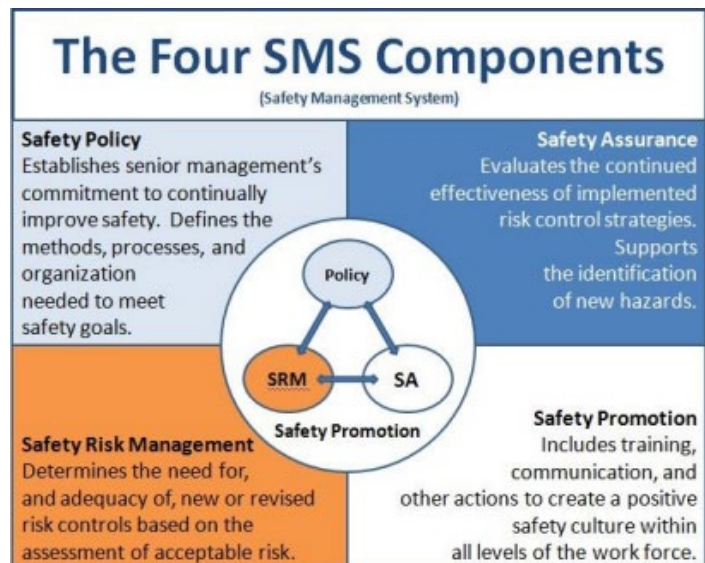 The Four SMS Components
(Safety Management System)
Safety Policy
Establishes senior management's
commitment to continually
improve safety. Defines the
methods, processes, and
organization
needed to meet
safety goals.
Safety Assurance
Evaluates the continued
effectiveness of implemented
risk control strategies.
Supports
the identification
of new hazards.
Policy
SRM
SA
Safety Promotion
Safety Risk Management
Determines the need for,
and adequacy of, new or revised
risk controls based on the
assessment of acceptable risk.
Safety Promotion
Includes training,
communication, and
other actions to create a positive
safety culture within
all levels of the work force.